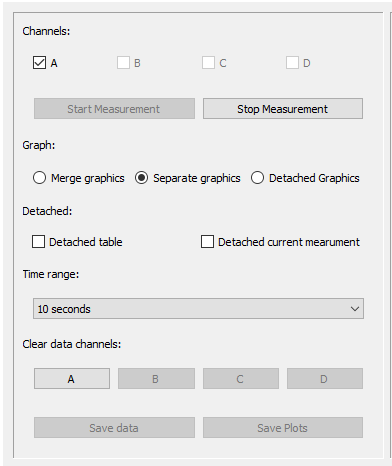 Channels:
A B C D
Start Measurement Stop Measurement
Graph:
Merge graphics Separate graphics Detached Graphics
Detached:
Detached table Detached current mearument
Time range:
10 seconds
Clear data channels:
A B C D
Save data Save Plots